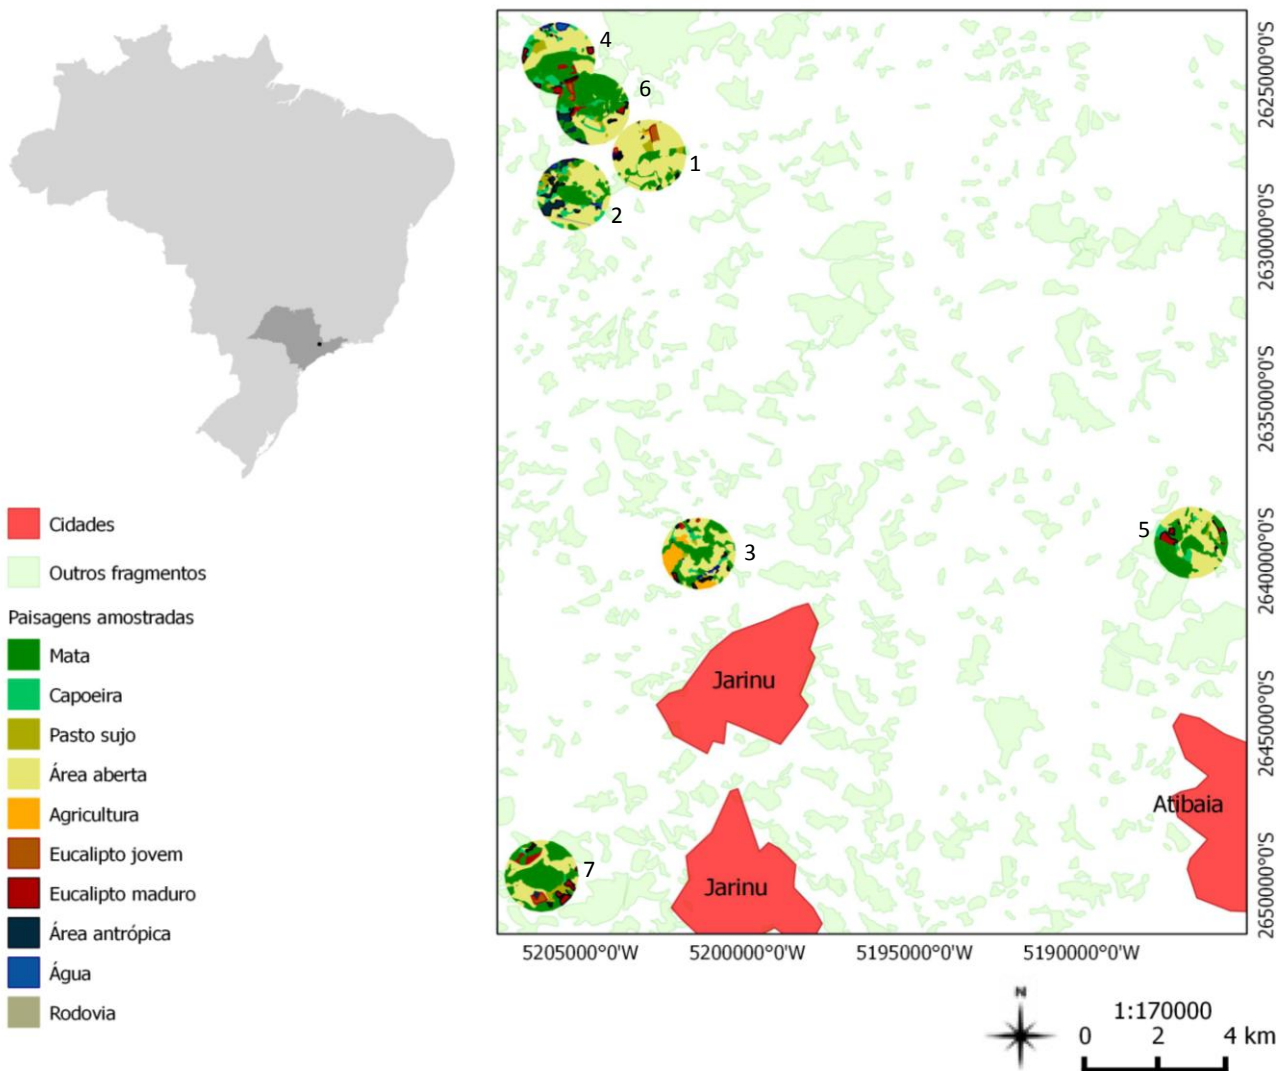 4
6
1
2
3
5
7
Jarinu
Atibaia
Jarinu
2625000°0'S
2630000°0'S
2635000°0'S
2640000°0'S
2645000°0'S
2650000°0'S
5205000°0'W
5200000°0'W
5195000°0'W
5190000°0'W
Cidades
Outros fragmentos
Paisagens amostradas
Mata
Capoeira
Pasto sujo
Área aberta
Agricultura
Eucalipto jovem
Eucalipto maduro
Área antrópica
Água
Rodovia
N
1:170000
0 2 4 km